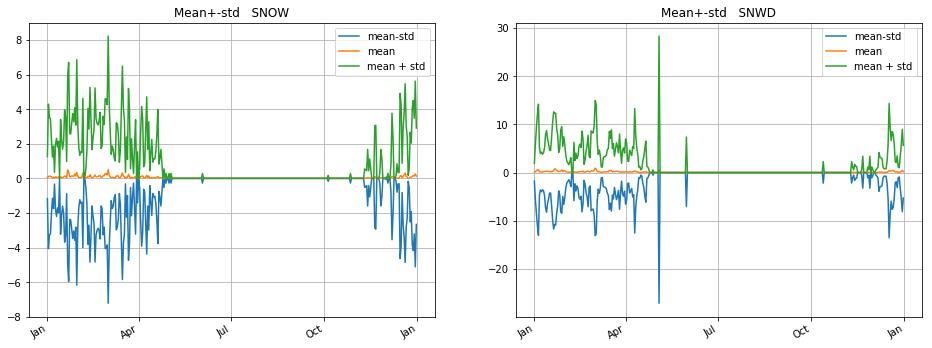 Mean+-std   SNOW
mean-std
mean
mean + std
8
6
4
2
0
−2
−4
−6
−8
Jan
Apr
Jul
Oct
Jan
Mean+-std   SNWD
mean-std
mean
mean + std
30
20
10
0
−10
−20
Jan
Apr
Jul
Oct
Jan